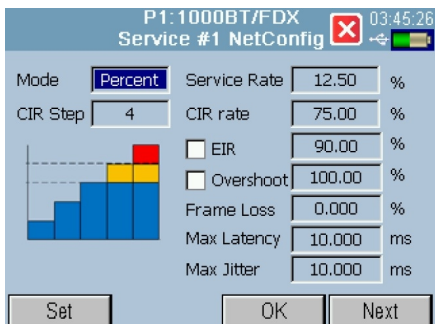 P1:1000BT/FDX 03:45:26
Service #1 NetConfig
Mode Percent Service Rate 12.50 %
CIR Step 4 CIR rate 75.00 %
EIR 90.00 %
Overshoot 100.00 %
Frame Loss 0.000 %
Max Latency 10.000 ms
Max Jitter 10.000 ms
Set OK Next